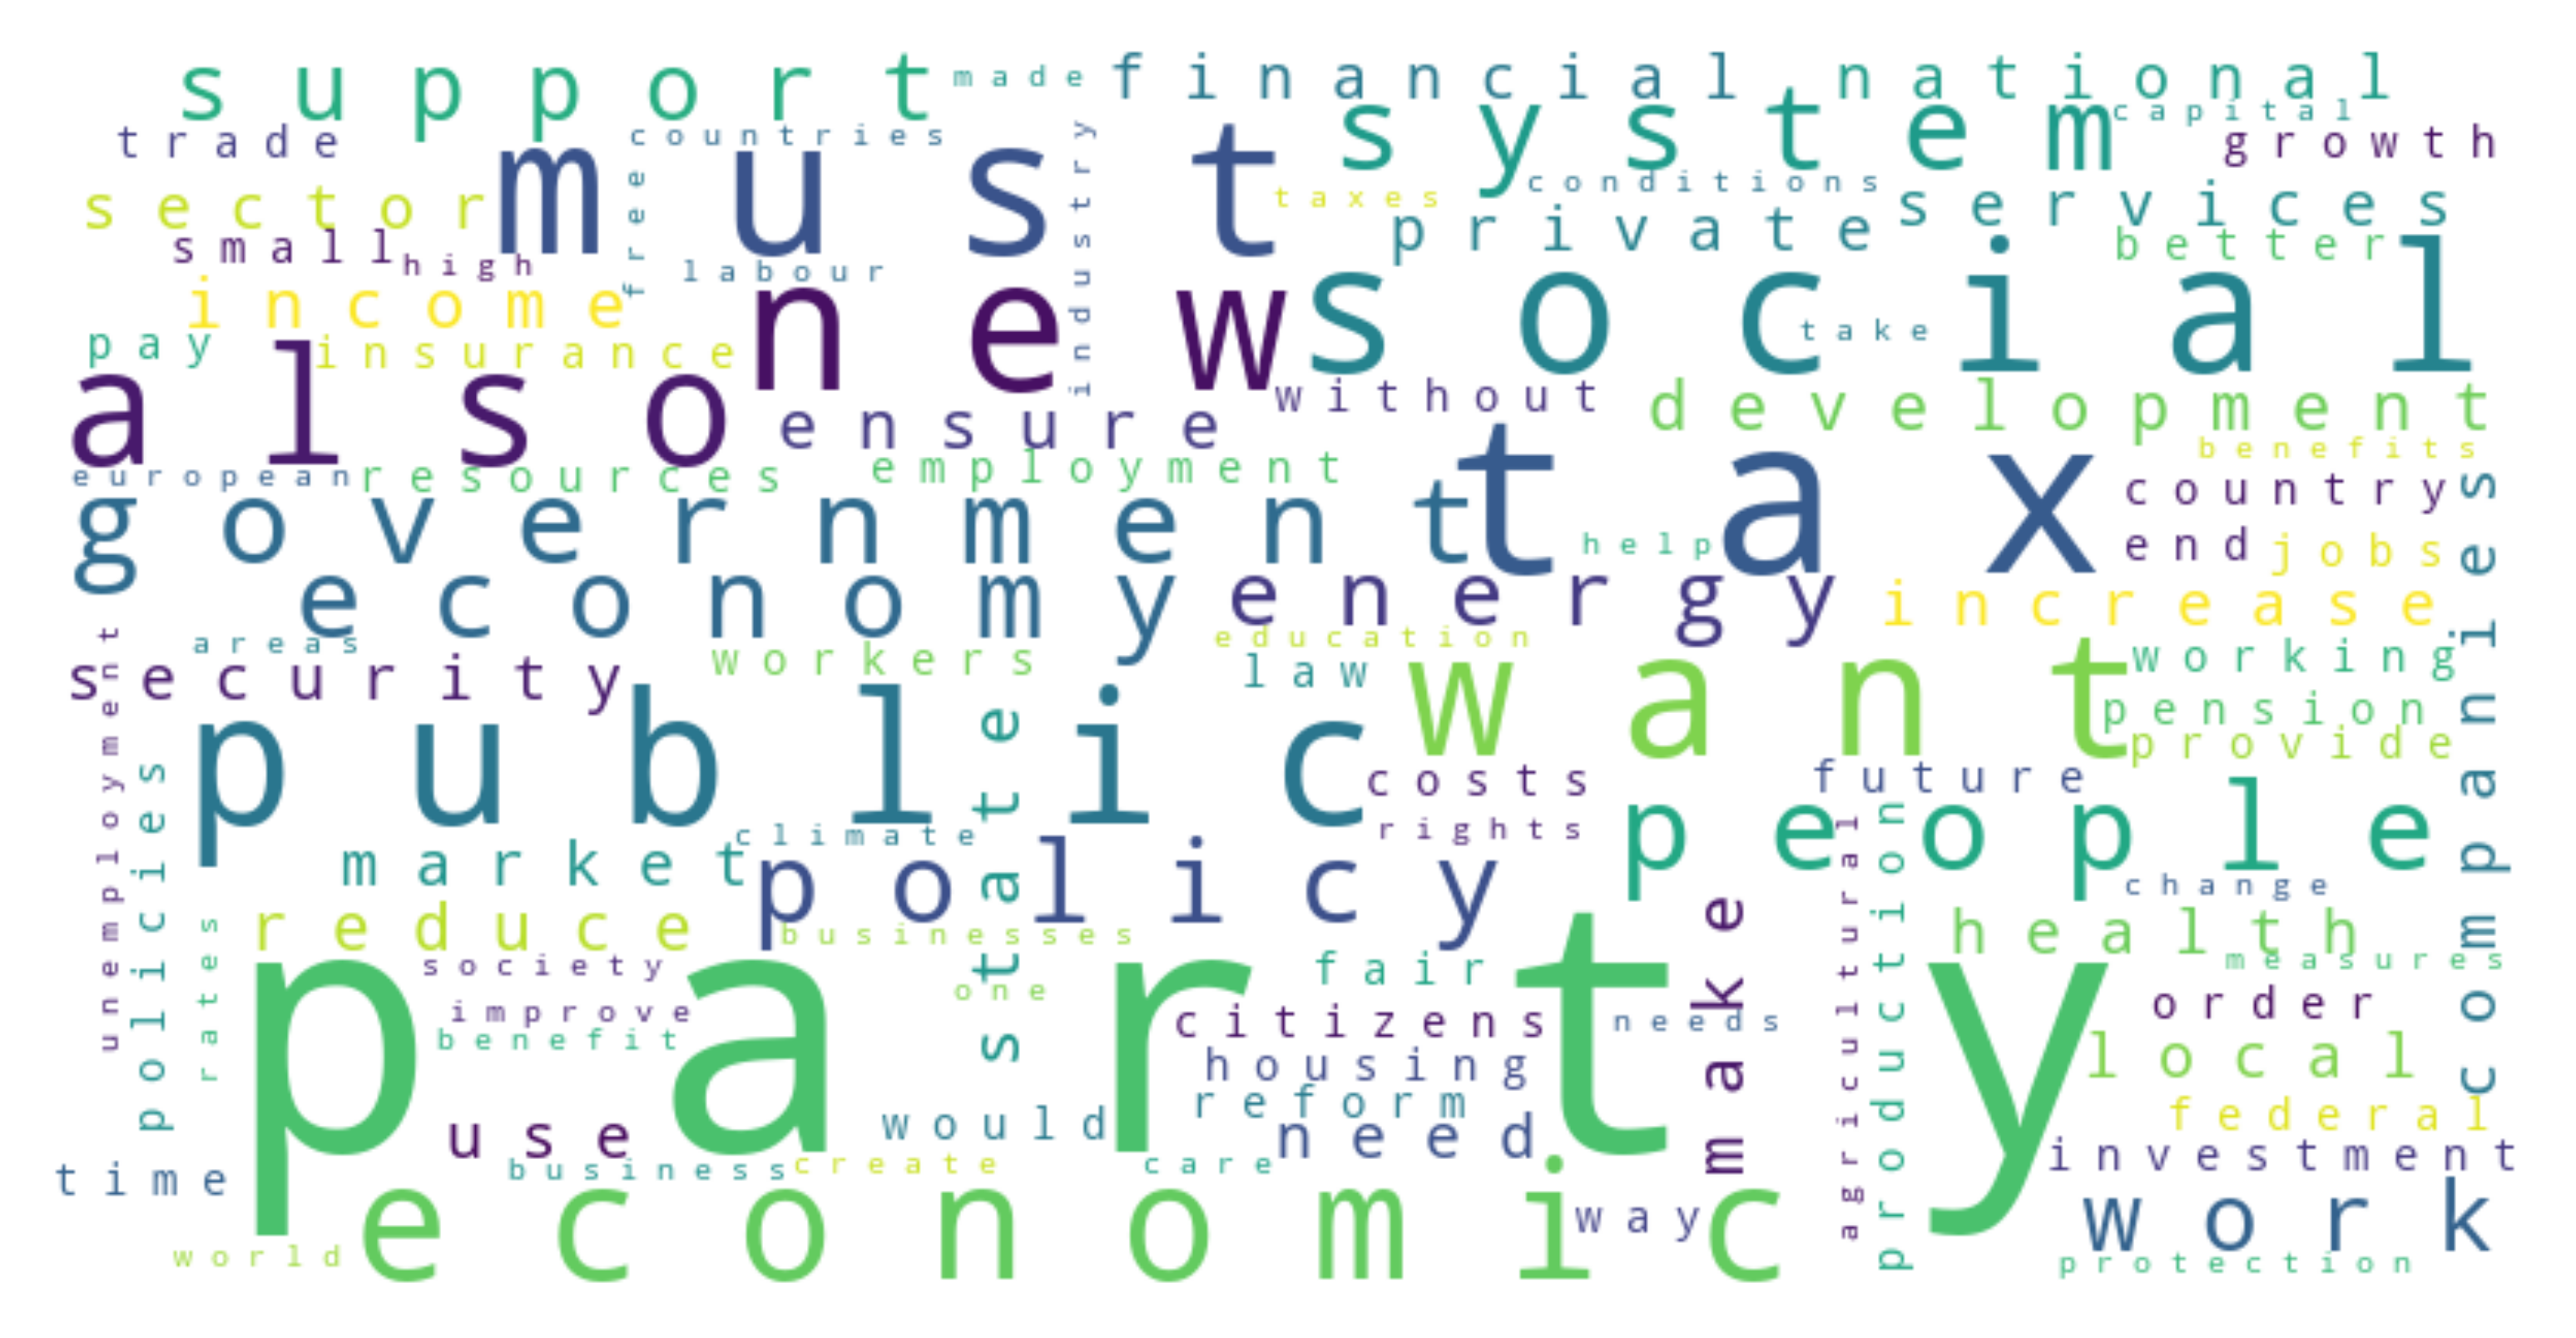 support made financial national
trade countries system capital growth
must
sector free industry taxes conditions services
private
small high labour better
income new social
pay insurance take
also ensure without development
european resources employment tax benefits
government help country
end jobs
economy energy increase
areas education
security workers law want working
pension
public provide
costs future
climate rights people
market policy
change
reduce businesses health
society fair measures
party one
improve citizens needs order
benefit housing local
reform federal
use would need investment
time business create care
economic way work
world protection
unemployment
policies
rates
state
make
agricultural
production
companies